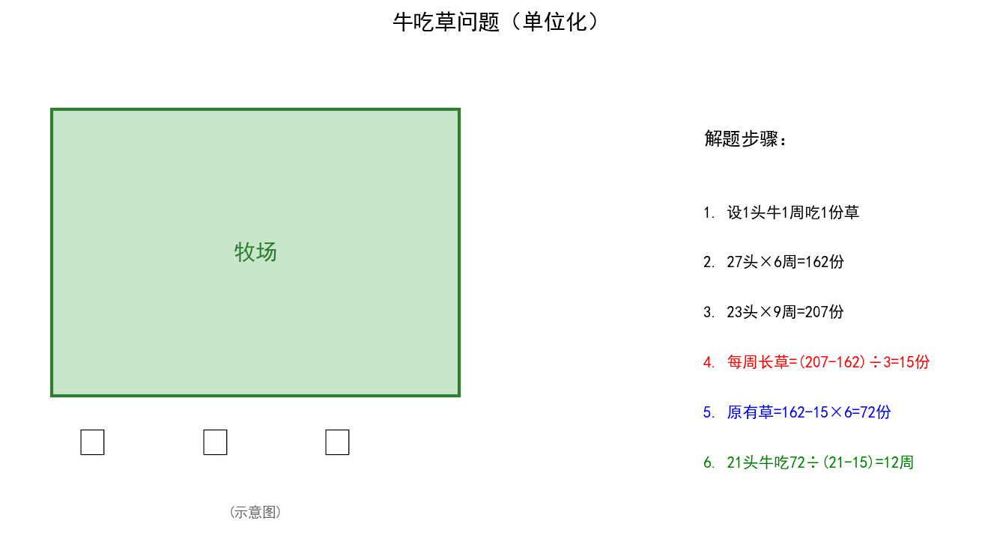 牛吃草问题（单位化）
牧场
(示意图)
解题步骤：
1. 设1头牛1周吃1份草
2. 27头×6周=162份
3. 23头×9周=207份
4. 每周长草=(207-162)÷3=15份
5. 原有草=162-15×6=72份
6. 21头牛吃72÷(21-15)=12周